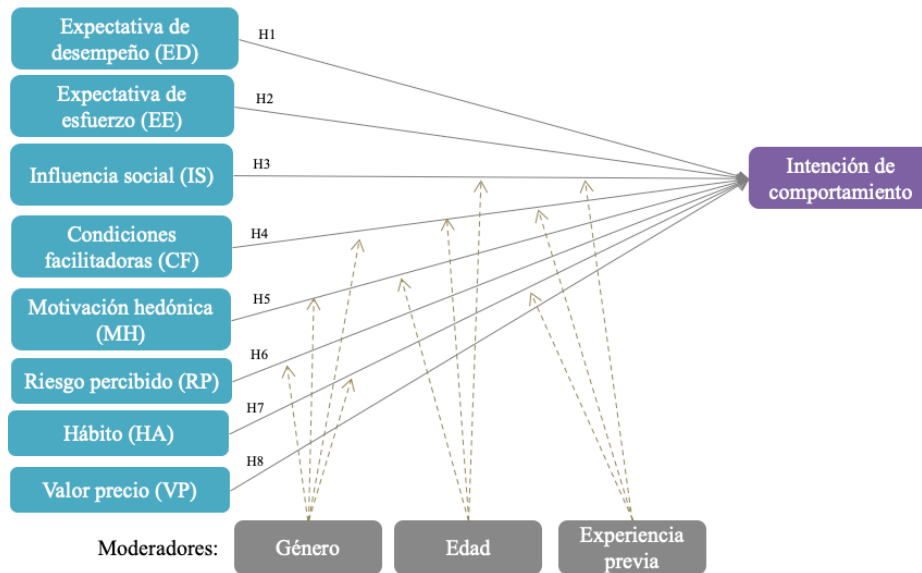 Expectativa de
desempeño (ED)
H1
Expectativa de
esfuerzo (EE)
H2
Influencia social (IS)
H3
Intención de
comportamiento
Condiciones
facilitadoras (CF)
H4
Motivación hedónica
(MH)
H5
Riesgo percibido (RP)
H6
Hábito (HA)
H7
Valor precio (VP)
H8
Moderadores:
Género
Edad
Experiencia
previa